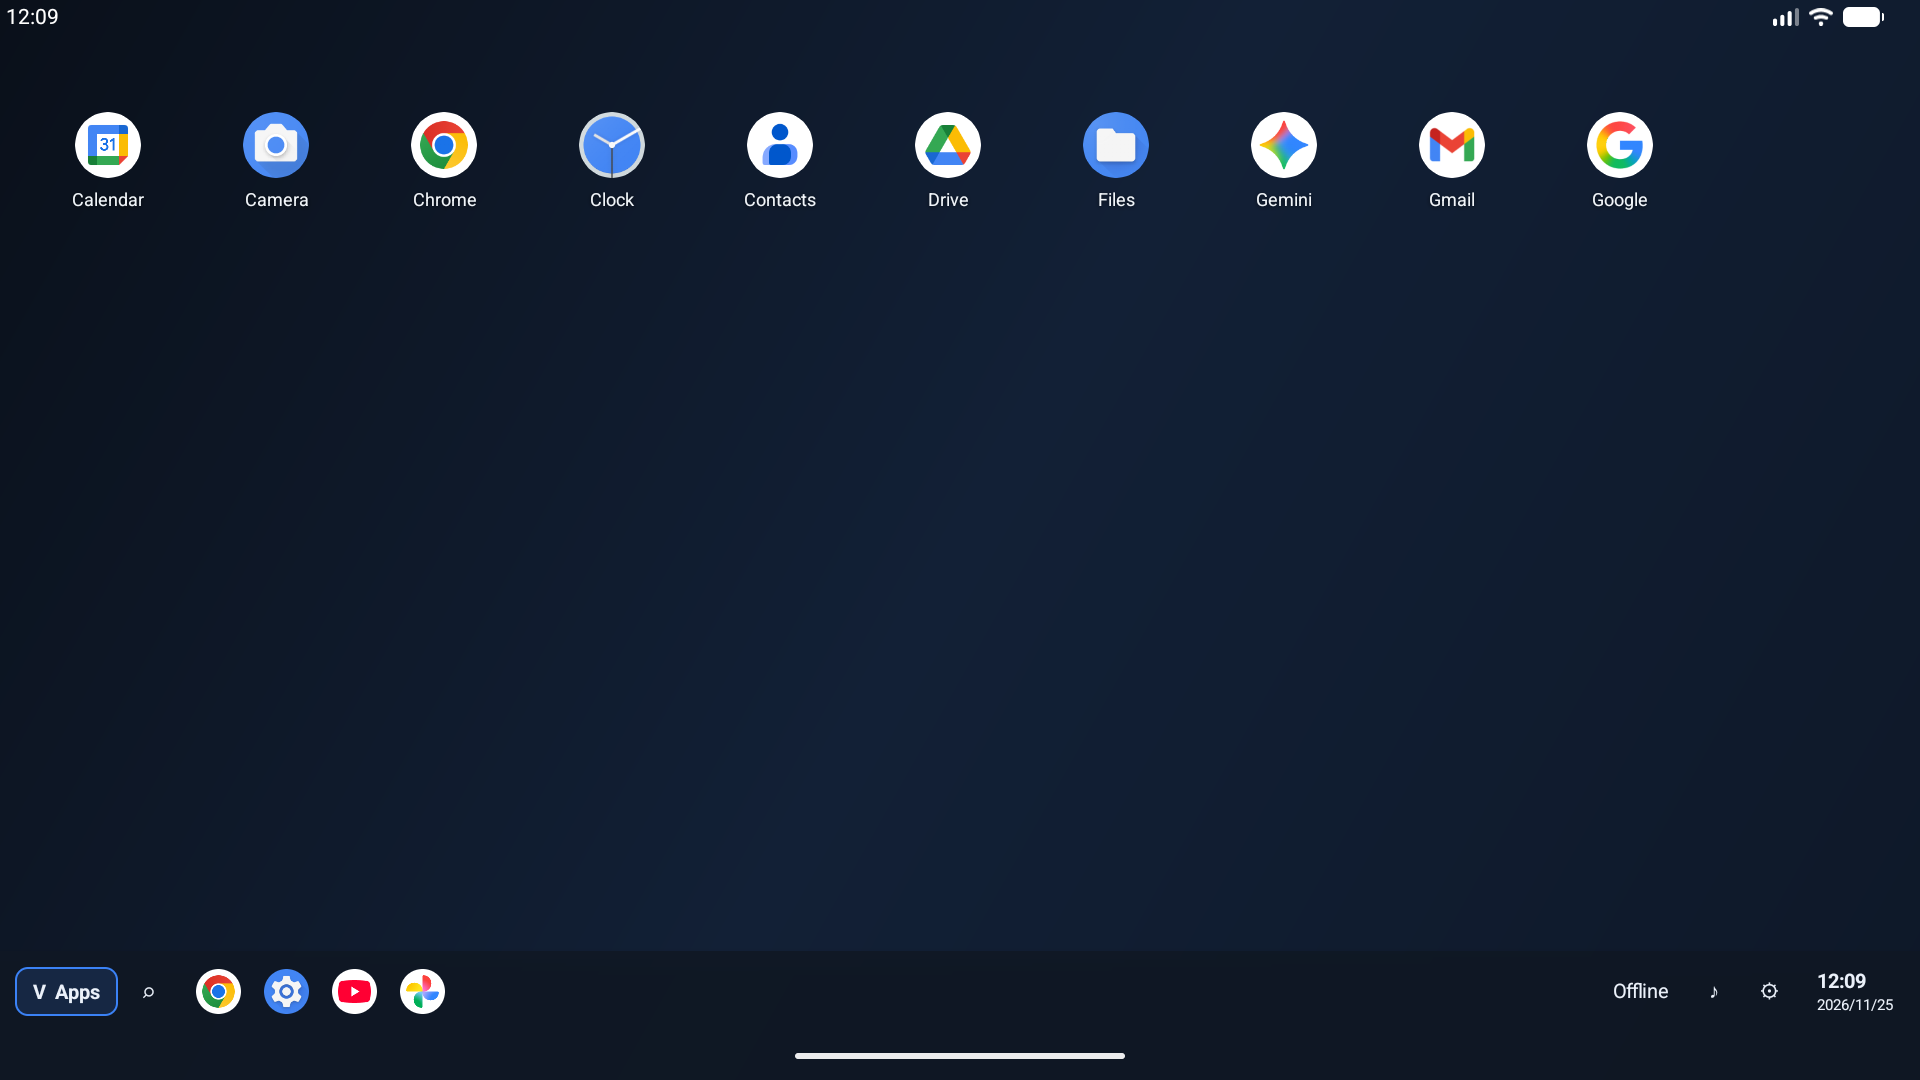 12:09
31
Calendar
Camera
Chrome
Clock
Contacts
Drive
Files
Gemini
Gmail
Google
V Apps
Offline
12:09
2026/11/25